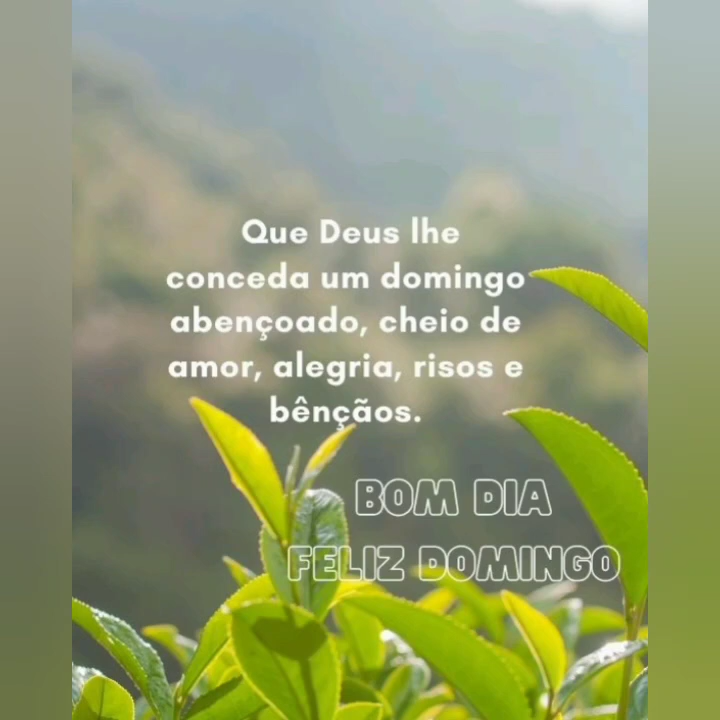 Que Deus lhe
conceda um domingo
abençoado, cheio de
amor, alegria, risos e
bênçãos.
BOM DIA
FELIZ DOMINGO